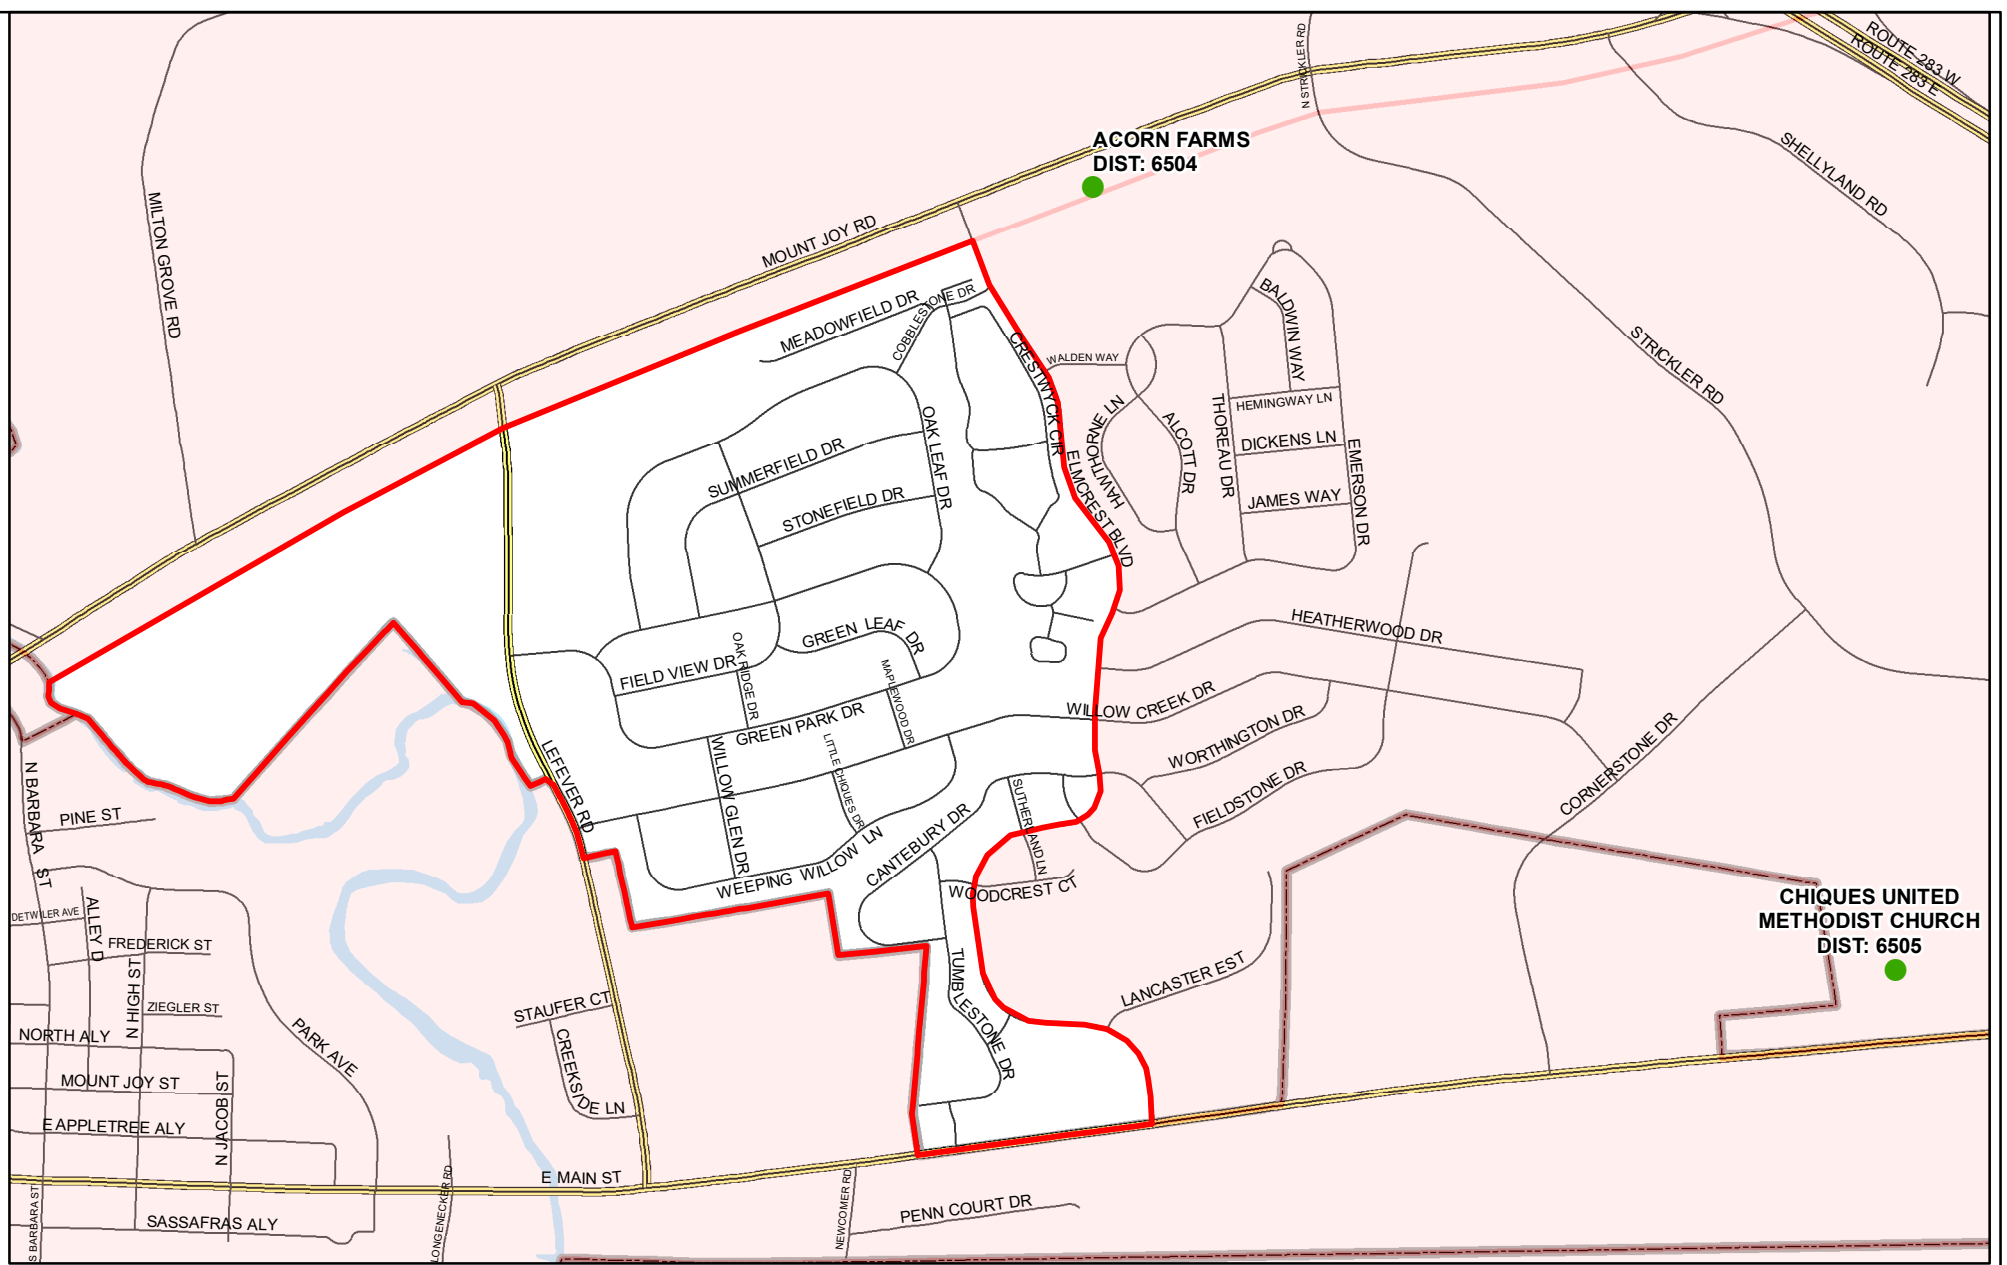 ROUTE 283 W
ROUTE 283 E
N STRICKLER RD
ACORN FARMS
DIST: 6504
SHELLYLAND RD
MILTON GROVE RD
MOUNT JOY RD
MEADOWFIELD DR
COBBLESTONE DR
BALDWIN WAY
STRICKLER RD
CRESTWYCK CIR
WALDEN WAY
HAWTHORNE LN
ALCOTT DR
THOREAU DR
HEMINGWAY LN
DICKENS LN
EMERSON DR
JAMES WAY
OAK LEAF DR
SUMMERFIELD DR
STONEFIELD DR
ELMCREST BLVD
HEATHERWOOD DR
GREEN LEAF DR
OAK RIDGE DR
FIELD VIEW DR
MAPLEWOOD DR
GREEN PARK DR
WILLOW CREEK DR
WORTHINGTON DR
CORNERSTONE DR
LEFEVER RD
WILLOW GLEN DR
LITTLE CHIQUES DR
FIELDSTONE DR
SUTHERLAND LN
CANTEBURY DR
WEEPING WILLOW LN
WOODCREST CT
N BARBARA ST
PINE ST
DETWILER AVE
ALLEY D
FREDERICK ST
CHIQUES UNITED
METHODIST CHURCH
DIST: 6505
TUMBLESTONE DR
LANCASTER EST
N HIGH ST
ZIEGLER ST
STAUFER CT
CREEKSIDE LN
NORTH ALY
PARK AVE
MOUNT JOY ST
N JACOB ST
E APPLETREE ALY
E MAIN ST
S BARBARA ST
SASSAFRAS ALY
LONGENECKER RD
NEWCOMER RD
PENN COURT DR